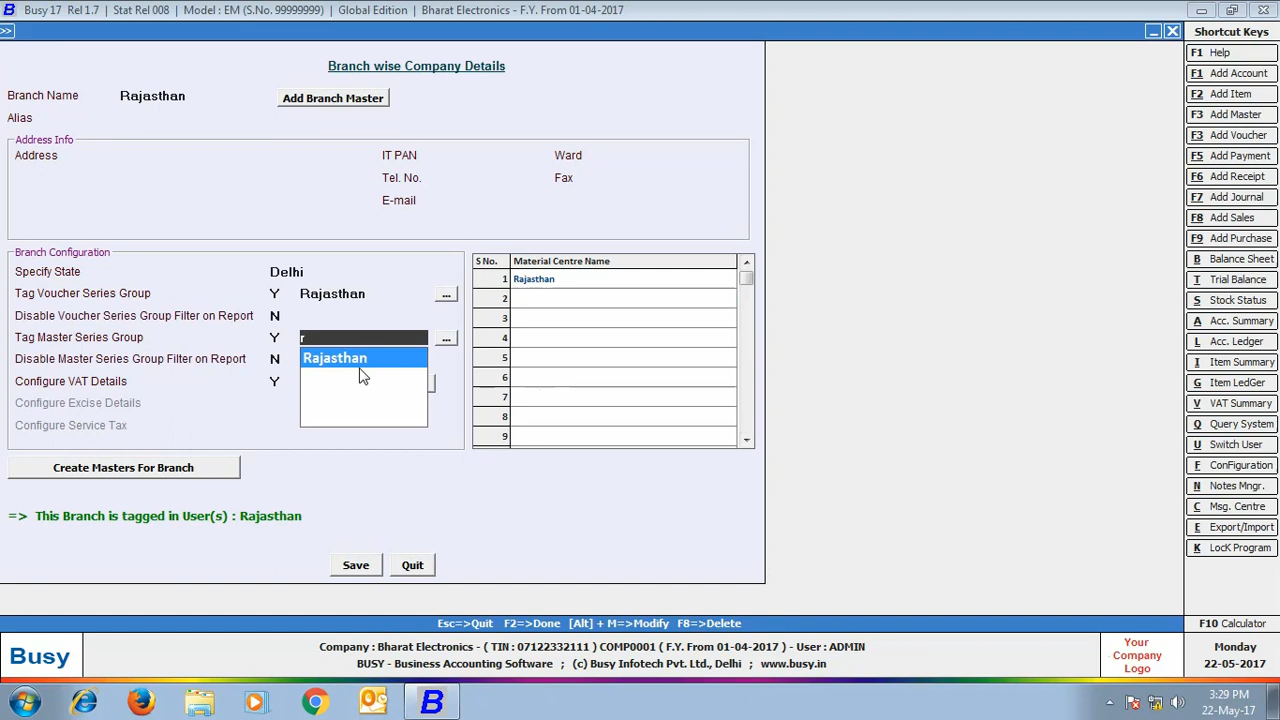 Busy 17 Rel 1.7 | Stat Rel 008 | Model : EM (S.No. 99999999) | Global Edition | Bharat Electronics - F.Y. From 01-04-2017
>>
Branch wise Company Details
Branch Name Rajasthan Add Branch Master
Alias
Address Info
Address IT PAN Ward
Tel. No. Fax
E-mail
Branch Configuration
Specify State Delhi
Tag Voucher Series Group Y Rajasthan ...
Disable Voucher Series Group Filter on Report N
Tag Master Series Group Y r ...
Rajasthan
Disable Master Series Group Filter on Report N
Configure VAT Details Y
Configure Excise Details
Configure Service Tax
S No. Material Centre Name
1 Rajasthan
2
3
4
5
6
7
8
9
Create Masters For Branch
=> This Branch is tagged in User(s) : Rajasthan
Save Quit
Shortcut Keys
F1 Help
F1 Add Account
F2 Add Item
F3 Add Master
F3 Add Voucher
F5 Add Payment
F6 Add Receipt
F7 Add Journal
F8 Add Sales
F9 Add Purchase
B Balance Sheet
T Trial Balance
S Stock Status
A Acc. Summary
L Acc. Ledger
I Item Summary
G Item LedGer
V VAT Summary
Q Query System
U Switch User
F Configuration
N Notes Mngr.
C Msg. Centre
E Export/Import
K LocK Program
Esc=>Quit F2=>Done [Alt] + M=>Modify F8=>Delete
F10 Calculator
Busy
Company : Bharat Electronics - ( TIN : 07122332111 ) COMP0001 ( F.Y. From 01-04-2017 ) - User : ADMIN
BUSY - Business Accounting Software ; (c) Busy Infotech Pvt. Ltd., Delhi ; www.busy.in
Your
Company
Logo
Monday
22-05-2017
B
3:29 PM
22-May-17